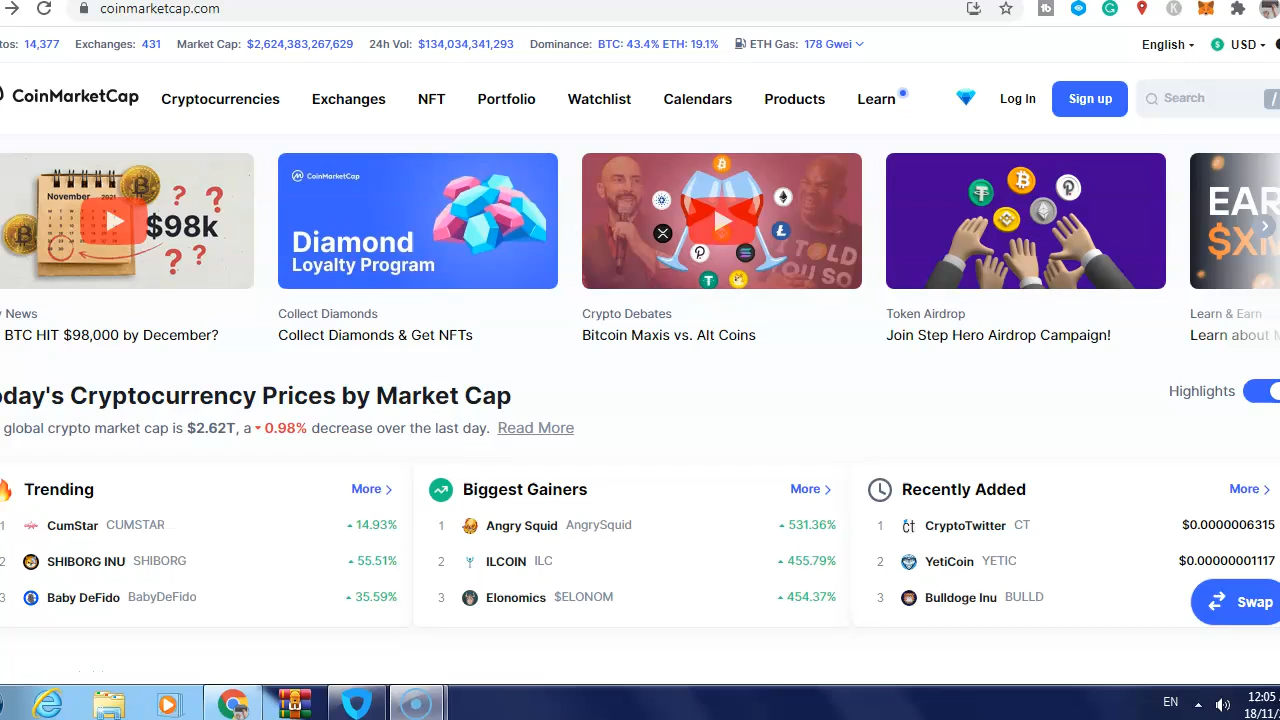 coinmarketcap.com
tos: 14,377 Exchanges: 431 Market Cap: $2,624,383,267,629 24h Vol: $134,034,341,293 Dominance: BTC: 43.4% ETH: 19.1% ETH Gas: 178 Gwei English USD
CoinMarketCap Cryptocurrencies Exchanges NFT Portfolio Watchlist Calendars Products Learn Log In Sign up Search /
November 2021
$98k
CoinMarketCap
Diamond
Loyalty Program
I TOLD
YOU SO
EAR
$XM
News Collect Diamonds Crypto Debates Token Airdrop Learn & Earn
BTC HIT $98,000 by December? Collect Diamonds & Get NFTs Bitcoin Maxis vs. Alt Coins Join Step Hero Airdrop Campaign! Learn about
oday's Cryptocurrency Prices by Market Cap Highlights
global crypto market cap is $2.62T, a 0.98% decrease over the last day. Read More
Trending More Biggest Gainers More Recently Added More
1 CumStar CUMSTAR 14.93% 1 Angry Squid AngrySquid 531.36% 1 CryptoTwitter CT $0.0000006315
2 SHIBORG INU SHIBORG 55.51% 2 ILCOIN ILC 455.79% 2 YetiCoin YETIC $0.00000001117
3 Baby DeFido BabyDeFido 35.59% 3 Elonomics $ELONOM 454.37% 3 Bulldoge Inu BULLD
Swap
EN 12:05
18/11/